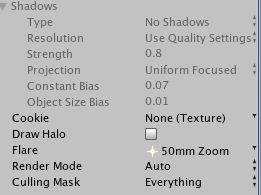 Shadows
Type No Shadows
Resolution Use Quality Settings
Strength 0.8
Projection Uniform Focused
Constant Bias 0.07
Object Size Bias 0.01
Cookie None (Texture)
Draw Halo
Flare 50mm Zoom
Render Mode Auto
Culling Mask Everything